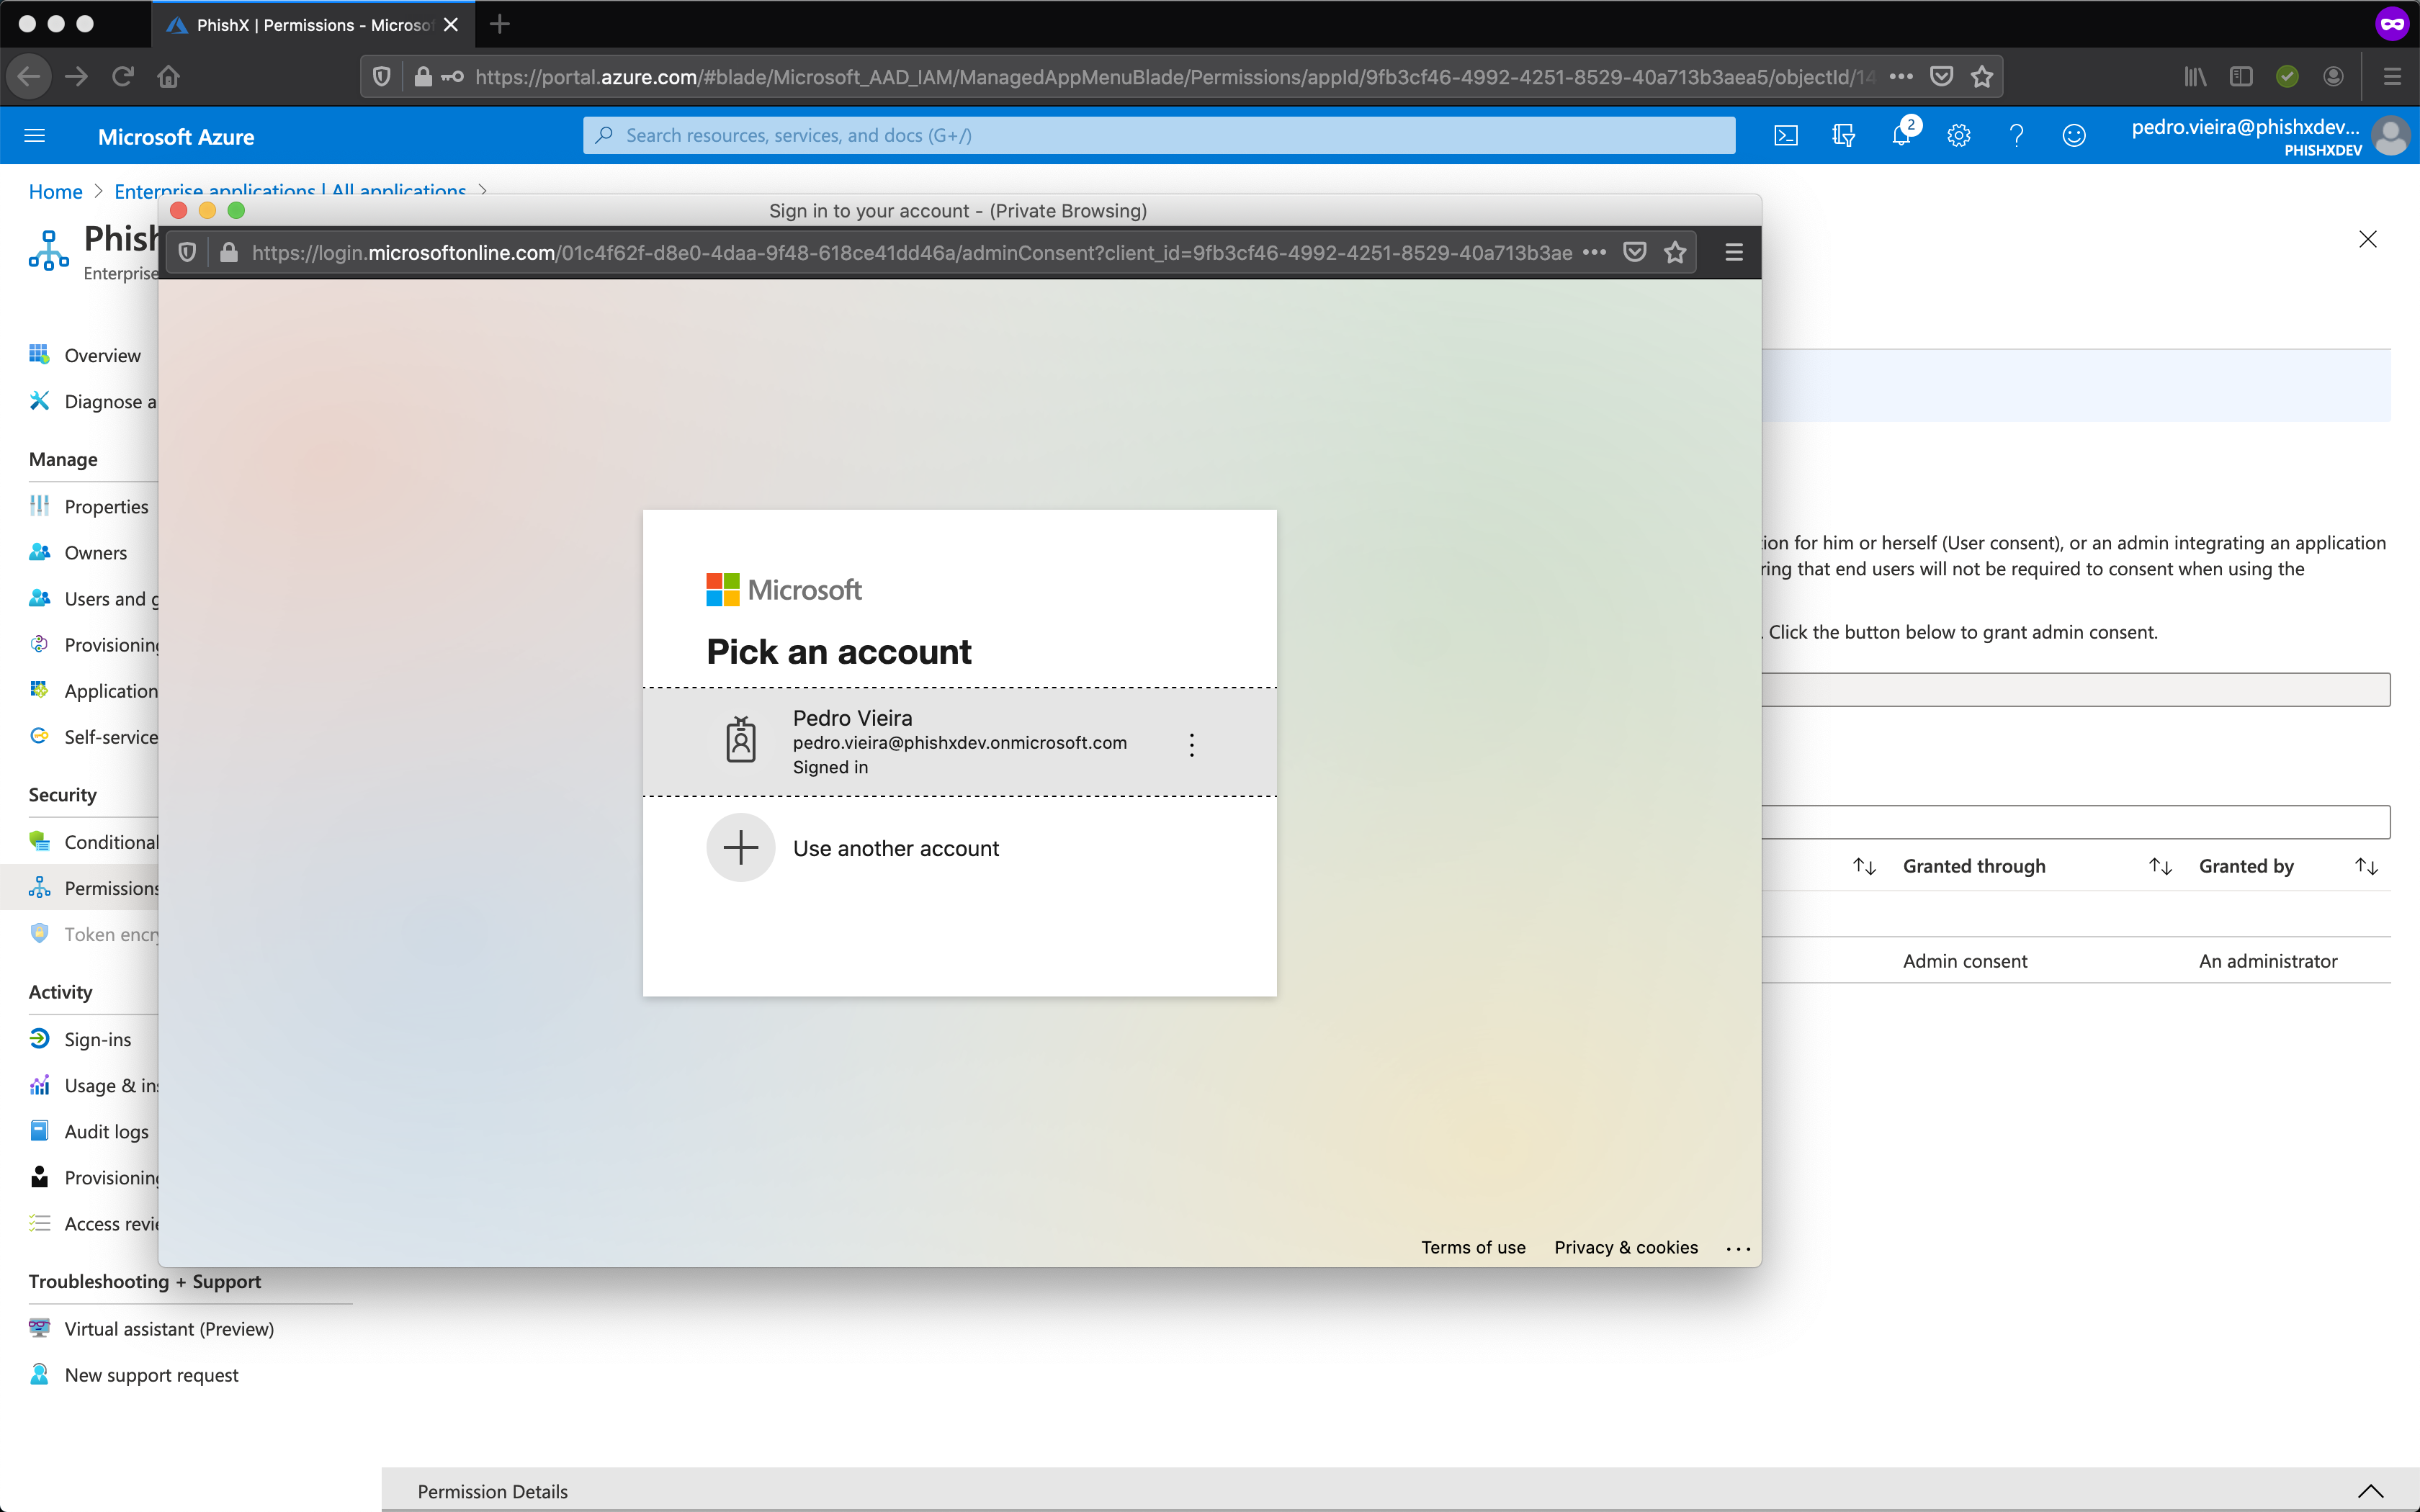 PhishX | Permissions - Microsof
https://portal.azure.com/#blade/Microsoft_AAD_IAM/ManagedAppMenuBlade/Permissions/appId/9fb3cf46-4992-4251-8529-40a713b3aea5/objectId/14
Microsoft Azure
Search resources, services, and docs (G+/)
2
pedro.vieira@phishxdev...
PHISHXDEV
Home > Enterprise applications | All applications >
Phish
Enterprise
Sign in to your account - (Private Browsing)
https://login.microsoftonline.com/01c4f62f-d8e0-4daa-9f48-618ce41dd46a/adminConsent?client_id=9fb3cf46-4992-4251-8529-40a713b3ae
Overview
Diagnose a
Manage
Properties
Owners
Users and g
Provisioning
Application
Self-service
Security
Conditional
Permissions
Token encry
Activity
Sign-ins
Usage & ins
Audit logs
Provisioning
Access revie
Troubleshooting + Support
Virtual assistant (Preview)
New support request
Microsoft
Pick an account
Pedro Vieira
pedro.vieira@phishxdev.onmicrosoft.com
Signed in
Use another account
Terms of use
Privacy & cookies
...
tion for him or herself (User consent), or an admin integrating an application
ring that end users will not be required to consent when using the
. Click the button below to grant admin consent.
Granted through
Granted by
Admin consent
An administrator
Permission Details